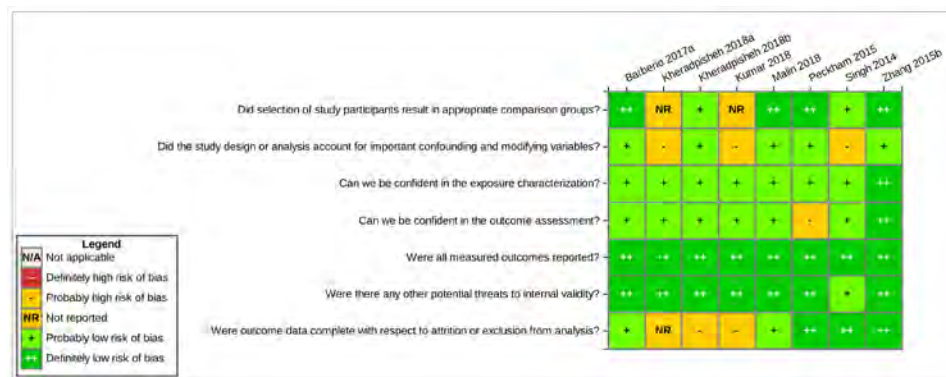 Barberio 2017a
Kheradpisheh 2018a
Kheradpisheh 2018b
Kumar 2018
Malin 2018
Peckham 2015
Singh 2014
Zhang 2015b
Did selection of study participants result in appropriate comparison groups? ++ NR + NR ++ ++ + ++
Did the study design or analysis account for important confounding and modifying variables? + - + - + + - +
Can we be confident in the exposure characterization? + + + + + + + ++
Can we be confident in the outcome assessment? + + + + + - + ++
Were all measured outcomes reported? ++ ++ ++ ++ ++ ++ ++ ++
Were there any other potential threats to internal validity? ++ ++ ++ ++ ++ ++ + ++
Were outcome data complete with respect to attrition or exclusion from analysis? + NR - - + ++ ++ ++
Legend
N/A Not applicable
-- Definitely high risk of bias
- Probably high risk of bias
NR Not reported
+ Probably low risk of bias
++ Definitely low risk of bias